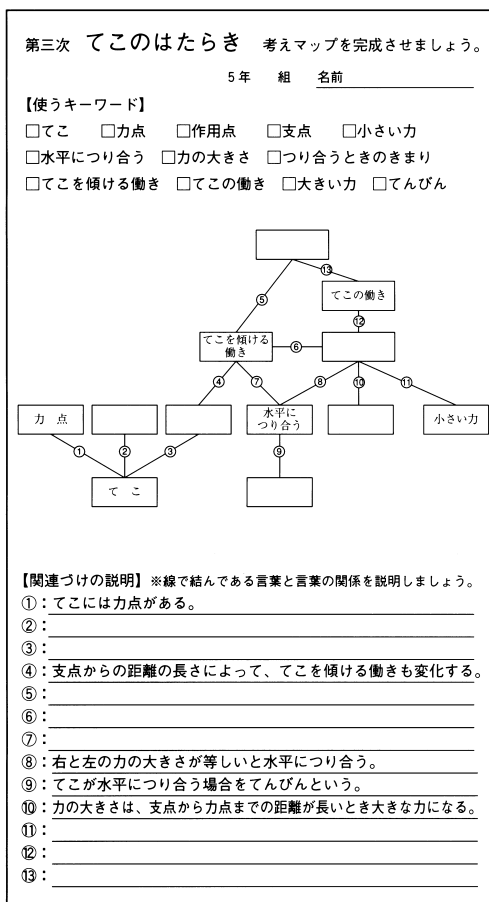 第三次 てこのはたらき 考えマップを完成させましょう。
5年 組 名前
【使うキーワード】
□てこ □力点 □作用点 □支点 □小さい力
□水平につり合う □力の大きさ □つり合うときのきまり
□てこを傾ける働き □てこの働き □大きい力 □てんびん
⑬
てこの働き
⑤
⑫
てこを傾ける
働き
⑥
④ ⑦ ⑧ ⑩ ⑪
力 点
水平に
つり合う
小さい力
① ② ③ ⑨
て こ
【関連づけの説明】※線で結んである言葉と言葉の関係を説明しましょう。
①：てこには力点がある。
②：
③：
④：支点からの距離の長さによって、てこを傾ける働きも変化する。
⑤：
⑥：
⑦：
⑧：右と左の力の大きさが等しいと水平につり合う。
⑨：てこが水平につり合う場合をてんびんという。
⑩：力の大きさは、支点から力点までの距離が長いとき大きな力になる。
⑪：
⑫：
⑬：